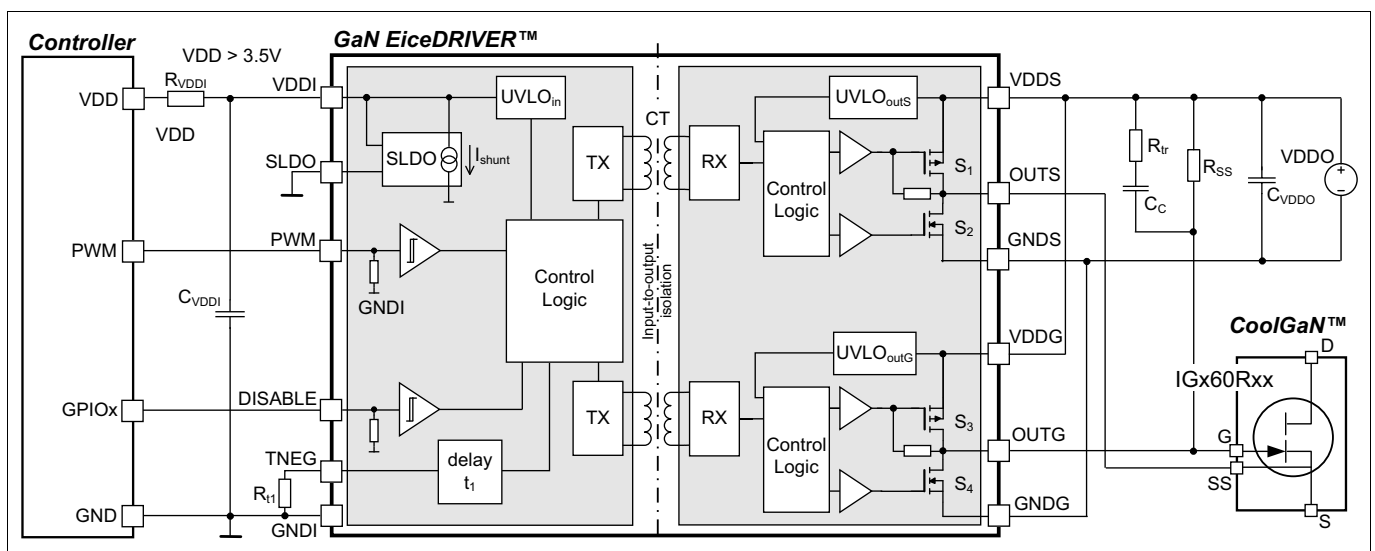 Controller
GaN EiceDRIVER™
VDD > 3.5V
RVDDI
VDDI
VDD
VDD
SLDO
PWM
PWM
CVDDI
GNDI
GPIOx
DISABLE
TNEG
Rt1
GND
GNDI
UVLOin
SLDO
Ishunt
TX
Control
Logic
TX
delay
t1
CT
Input-to-output
isolation
RX
UVLOoutS
Control
Logic
S1
S2
RX
UVLOoutG
Control
Logic
S3
S4
VDDS
OUTS
GNDS
VDDG
OUTG
GNDG
Rtr
CC
RSS
CVDDO
VDDO
CoolGaN™
IGx60Rxx
D
G
SS
S